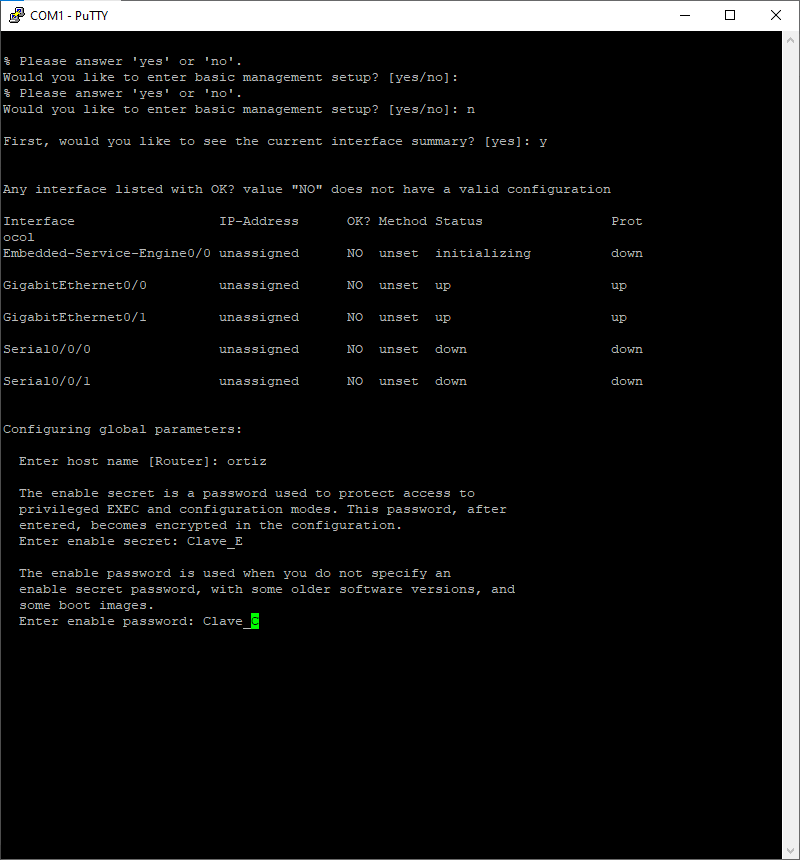 COM1 - PuTTY
% Please answer 'yes' or 'no'.
Would you like to enter basic management setup? [yes/no]:
% Please answer 'yes' or 'no'.
Would you like to enter basic management setup? [yes/no]: n
First, would you like to see the current interface summary? [yes]: y
Any interface listed with OK? value "NO" does not have a valid configuration
Interface                  IP-Address      OK? Method Status                Prot
ocol
Embedded-Service-Engine0/0 unassigned      NO  unset  initializing          down
GigabitEthernet0/0         unassigned      NO  unset  up                    up
GigabitEthernet0/1         unassigned      NO  unset  up                    up
Serial0/0/0                unassigned      NO  unset  down                  down
Serial0/0/1                unassigned      NO  unset  down                  down
Configuring global parameters:
Enter host name [Router]: ortiz
The enable secret is a password used to protect access to
privileged EXEC and configuration modes. This password, after
entered, becomes encrypted in the configuration.
Enter enable secret: Clave_E
The enable password is used when you do not specify an
enable secret password, with some older software versions, and
some boot images.
Enter enable password: Clave_C